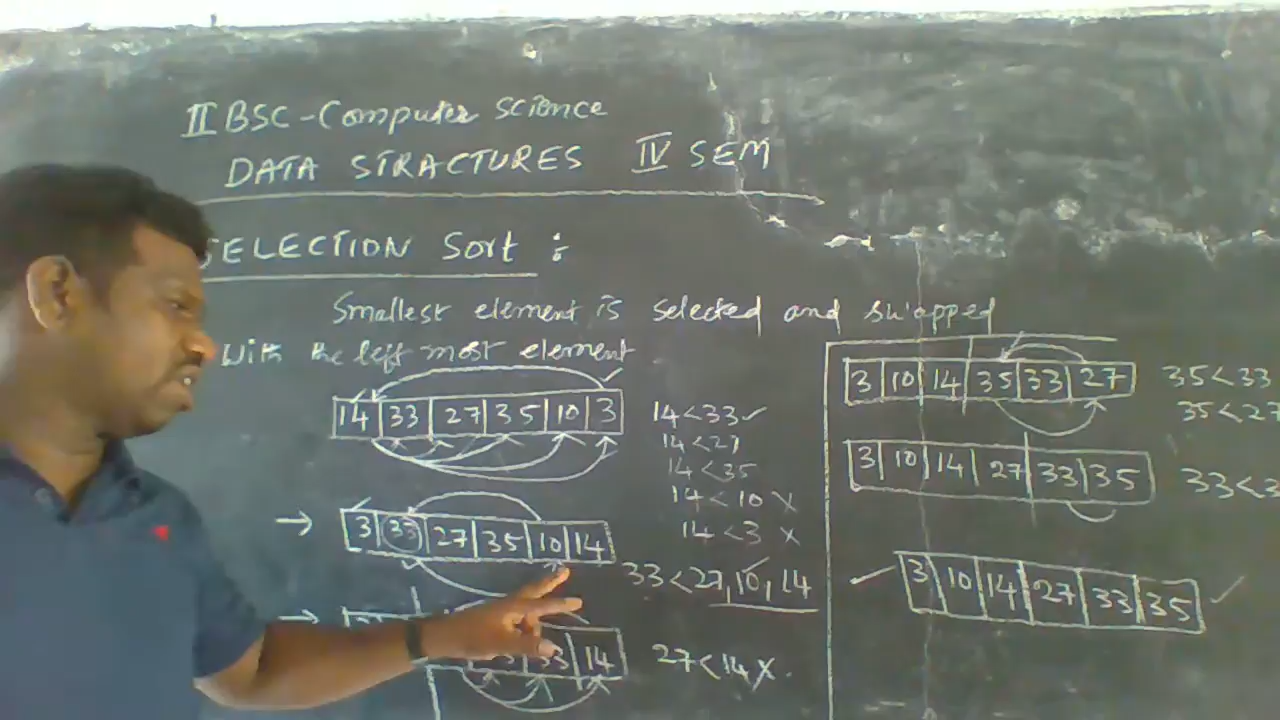 II BSC-Computer Science
DATA STRACTURES IV SEM
SELECTION Sort :
Smallest element is selected and swapped
With the left most element
14 33 27 35 10 3
14<33 ✓
14<27
14<35
14<10 X
14<3 X
→ 3 33 27 35 10 14
33<27, 10, 14
→
33 14
27<14 X.
3 10 14 35 33 27
35<33
35<27
3 10 14 27 33 35
33<3
3 10 14 27 33 35